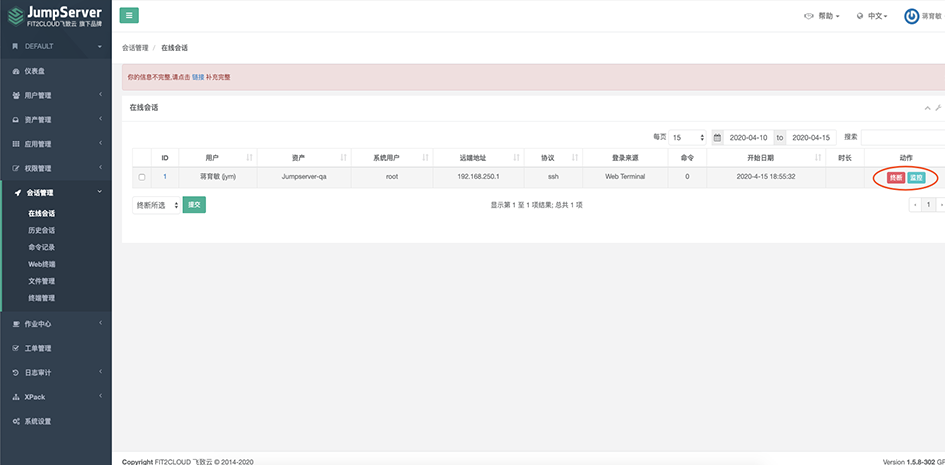 JumpServer
FIT2CLOUD飞致云 旗下品牌
帮助
中文
蒋育敏
DEFAULT
仪表盘
用户管理
资产管理
应用管理
权限管理
会话管理
在线会话
历史会话
命令记录
Web终端
文件管理
终端管理
作业中心
工单管理
日志审计
XPack
系统设置
会话管理 / 在线会话
你的信息不完整,请点击 链接 补充完整
在线会话
每页 15 2020-04-10 to 2020-04-15 搜索
ID 用户 资产 系统用户 远端地址 协议 登录来源 命令 开始日期 时长 动作
1 蒋育敏 (jym) Jumpserver-qa root 192.168.250.1 ssh Web Terminal 0 2020-4-15 18:55:32 终断 监控
终断所选 提交 显示第 1 至 1 项结果; 总共 1 项 ‹ 1 ›
Copyright FIT2CLOUD 飞致云 © 2014-2020
Version 1.5.8-302 GP